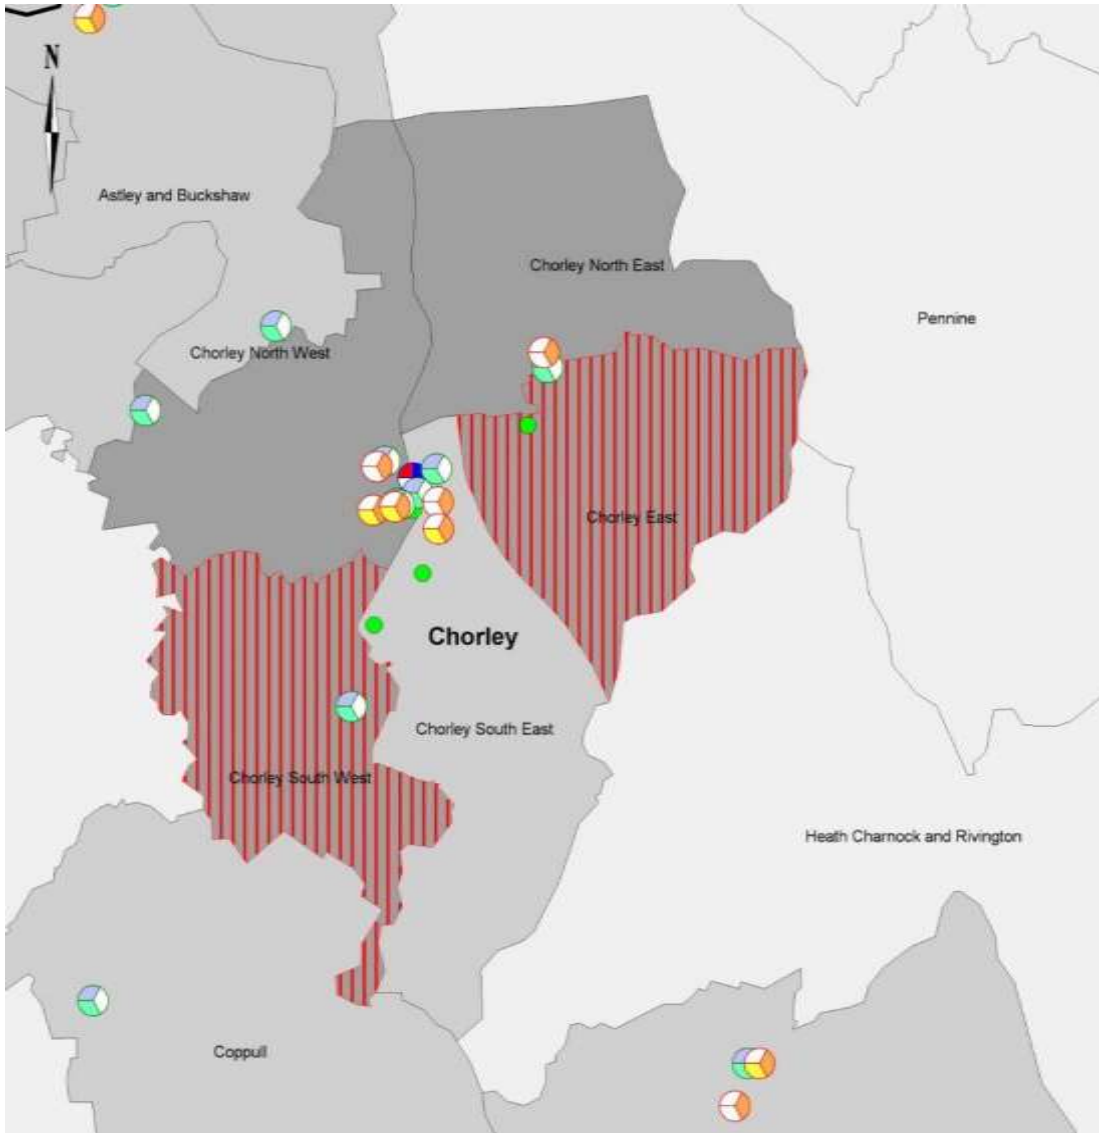 N
Astley and Buckshaw
Chorley North East
Pennine
Chorley North West
Chorley East
Chorley
Chorley South East
Chorley South West
Heath Charnock and Rivington
Coppull